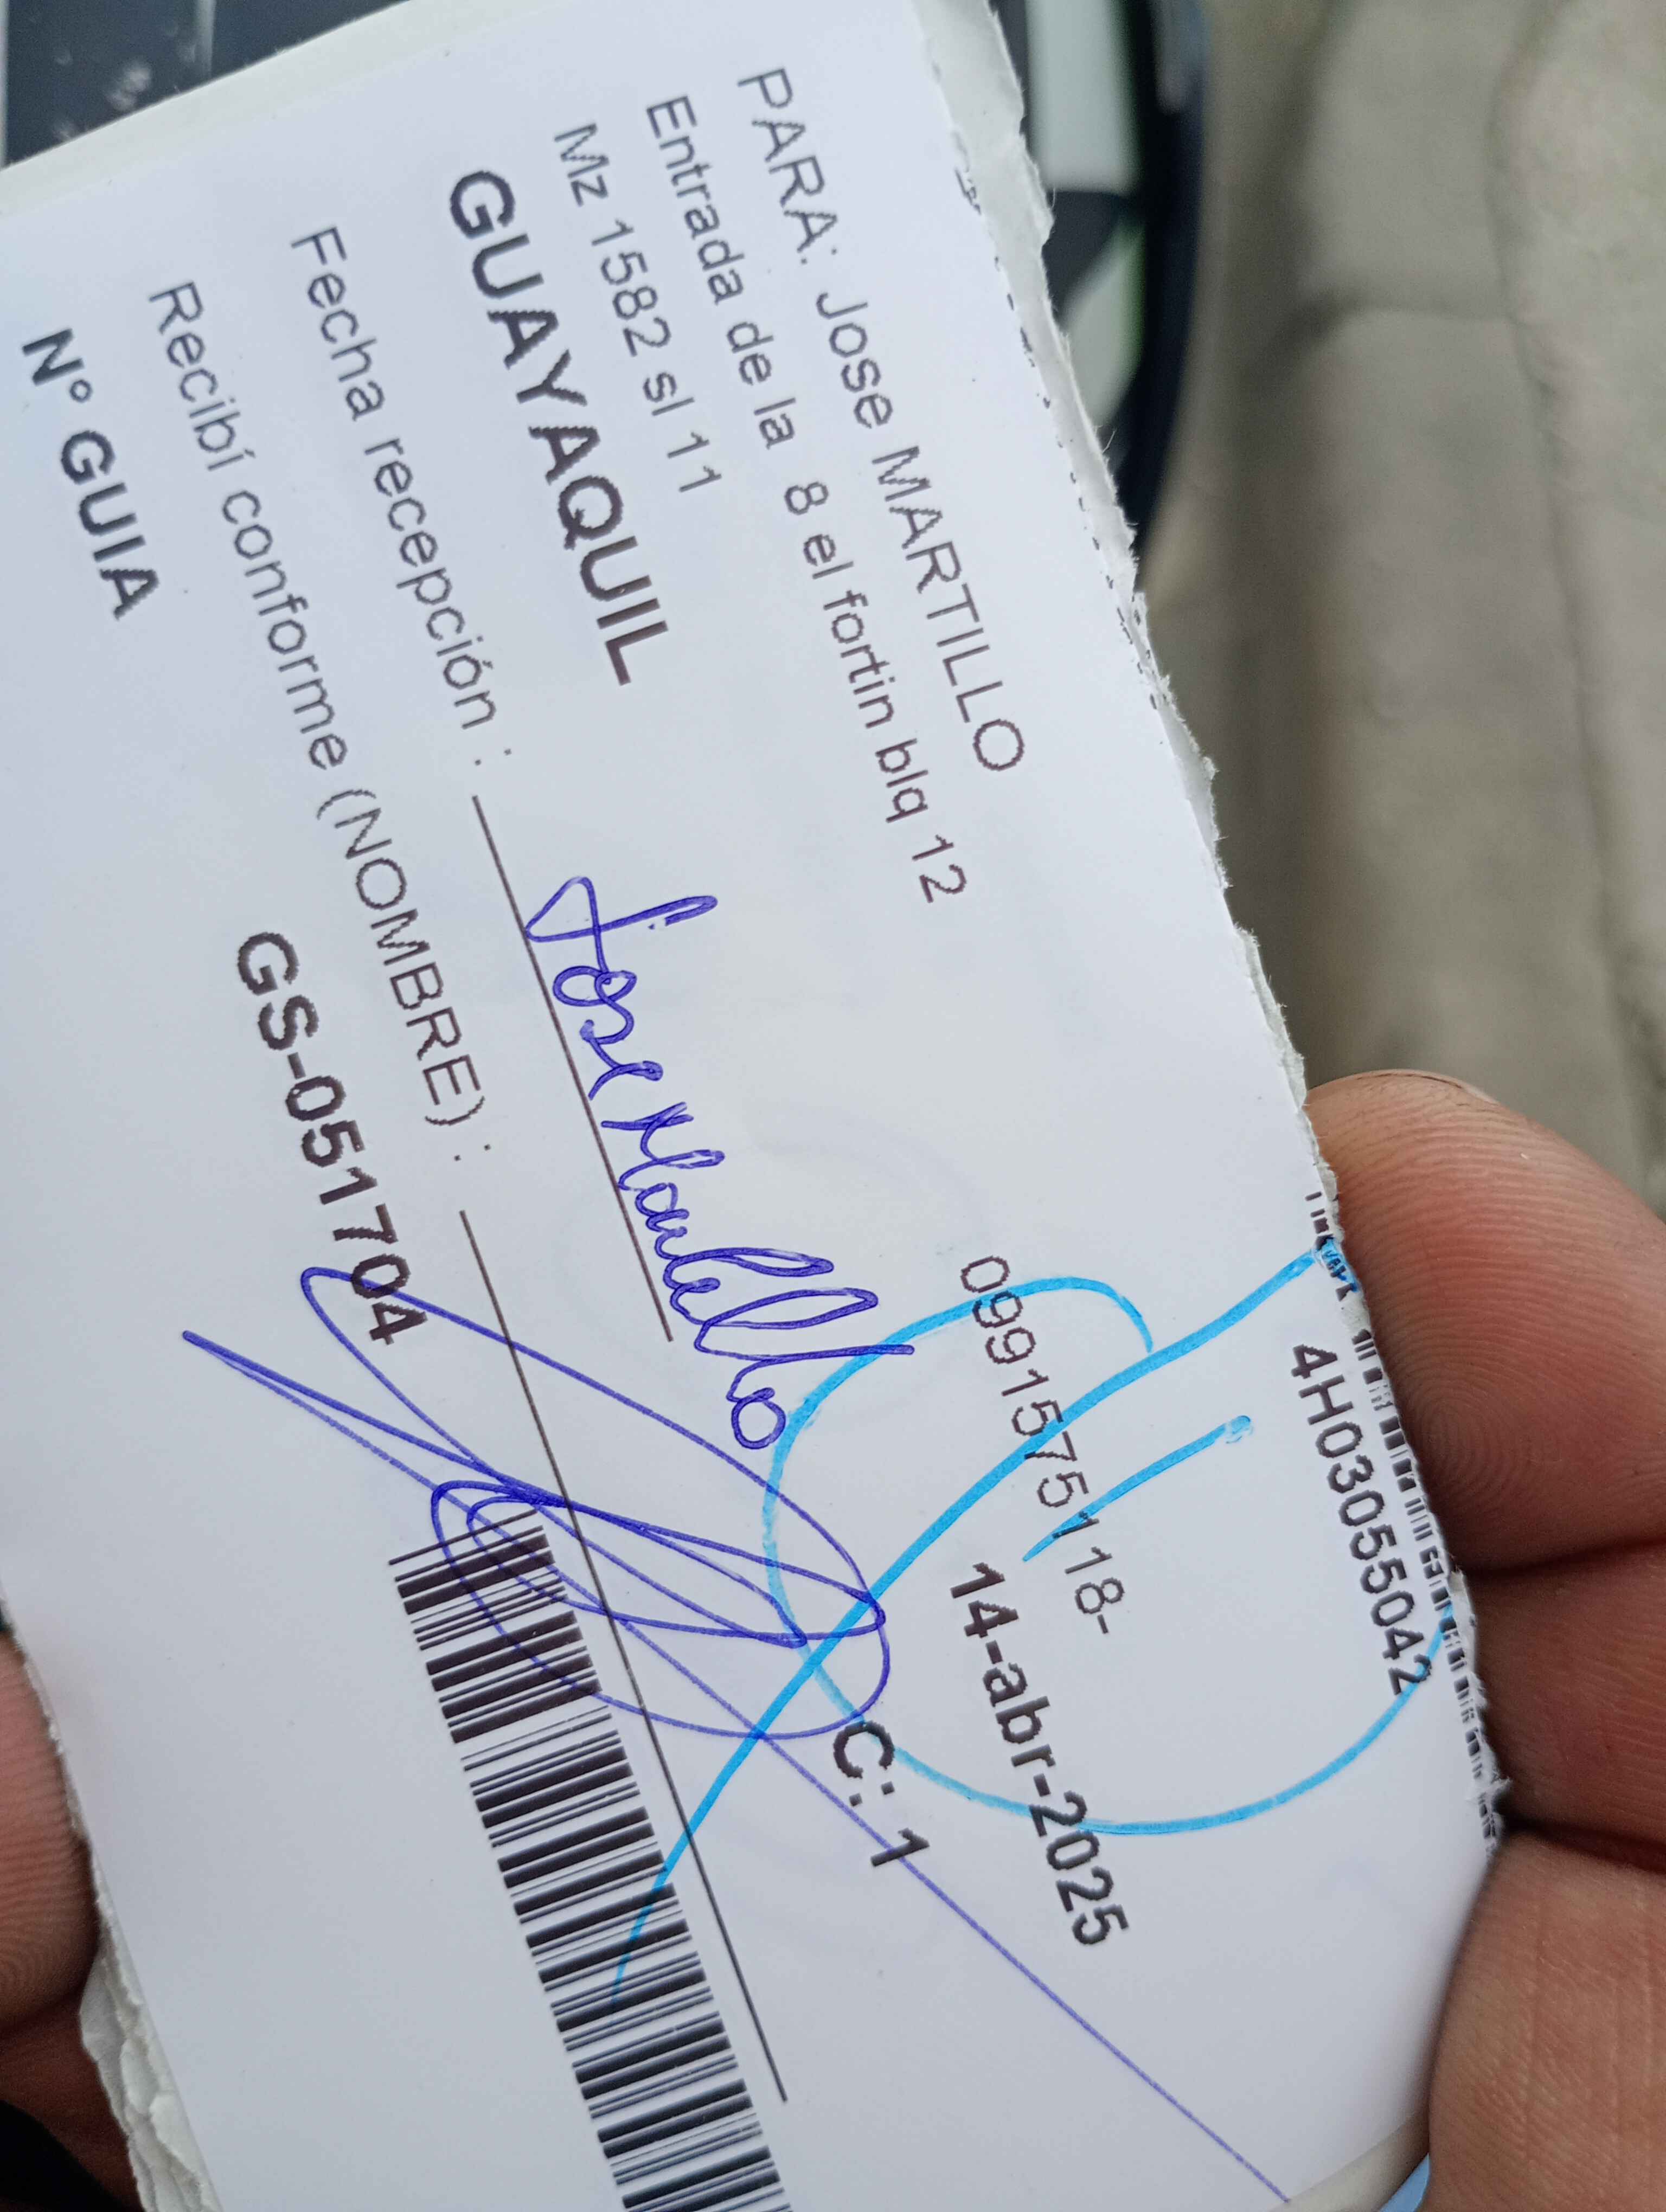 4H03055042
PARA: Jose MARTILLO
Entrada de la 8 el fortin blq 12
0991575118-
Mz 1582 sl 11
14-abr-2025
GUAYAQUIL
C: 1
Fecha recepción :
Jose Martillo
Recibí conforme (NOMBRE) :
GS-051704
N° GUIA